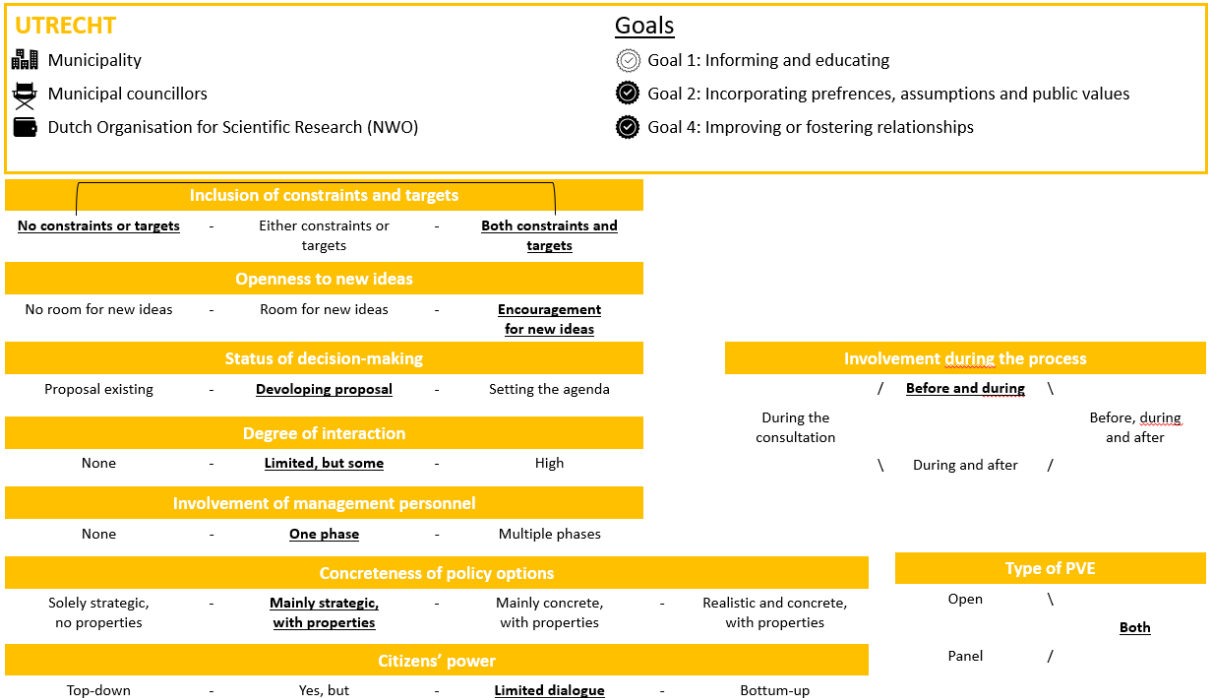 UTRECHT
Municipality
Municipal councillors
Dutch Organisation for Scientific Research (NWO)
Goals
Goal 1: Informing and educating
Goal 2: Incorporating prefrences, assumptions and public values
Goal 4: Improving or fostering relationships
Inclusion of constraints and targets
No constraints or targets - Either constraints or - Both constraints and
targets targets
Openness to new ideas
No room for new ideas - Room for new ideas - Encouragement
for new ideas
Status of decision-making
Proposal existing - Devoloping proposal - Setting the agenda
Degree of interaction
None - Limited, but some - High
Involvement of management personnel
None - One phase - Multiple phases
Concreteness of policy options
Solely strategic, - Mainly strategic, - Mainly concrete, - Realistic and concrete,
no properties with properties with properties with properties
Citizens’ power
Top-down - Yes, but - Limited dialogue - Bottum-up
Involvement during the process
/ Before and during \
During the Before, during
consultation and after
\ During and after /
Type of PVE
Open \
Both
Panel /